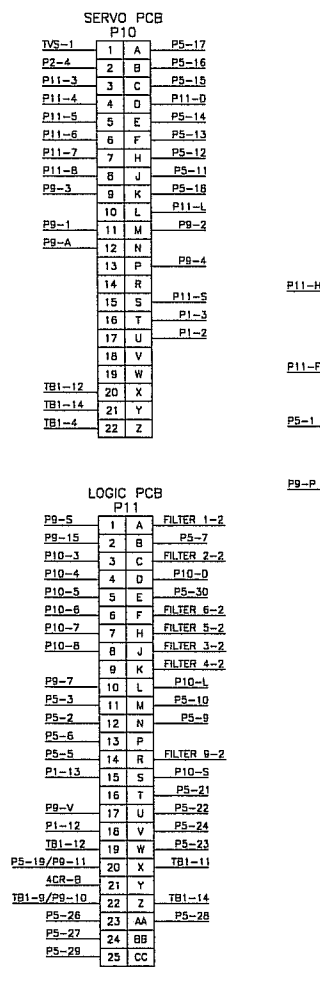 SERVO PCB
P10
TVS-1 1 A P5-17
P2-4 2 B P5-16
P11-3 3 C P5-15
P11-4 4 D P11-D
P11-5 5 E P5-14
P11-6 6 F P5-13
P11-7 7 H P5-12
P11-8 8 J P5-11
P9-3 9 K P5-18
10 L P11-L
P9-1 11 M P9-2
P9-A 12 N
13 P P9-4
14 R
15 S P11-S
16 T P1-3
17 U P1-2
18 V
19 W
TB1-12 20 X
TB1-14 21 Y
TB1-4 22 Z
P11-H
P11-F
P5-1
P9-P
LOGIC PCB
P11
P9-S 1 A FILTER 1-2
P9-15 2 B P5-7
P10-3 3 C FILTER 2-2
P10-4 4 D P10-D
P10-5 5 E P5-30
P10-6 6 F FILTER 6-2
P10-7 7 H FILTER 5-2
P10-8 8 J FILTER 3-2
9 K FILTER 4-2
P9-7 10 L P10-L
P5-3 11 M P5-10
P5-2 12 N P5-9
P5-6 13 P
P5-5 14 R FILTER 9-2
P1-13 15 S P10-S
16 T P5-21
P9-V 17 U P5-22
P1-12 18 V P5-24
TB1-12 19 W P5-23
P5-19/P9-11 20 X TB1-11
4CR-B 21 Y
TB1-9/P9-10 22 Z TB1-14
P5-26 23 AA P5-28
P5-27 24 BB
P5-29 25 CC